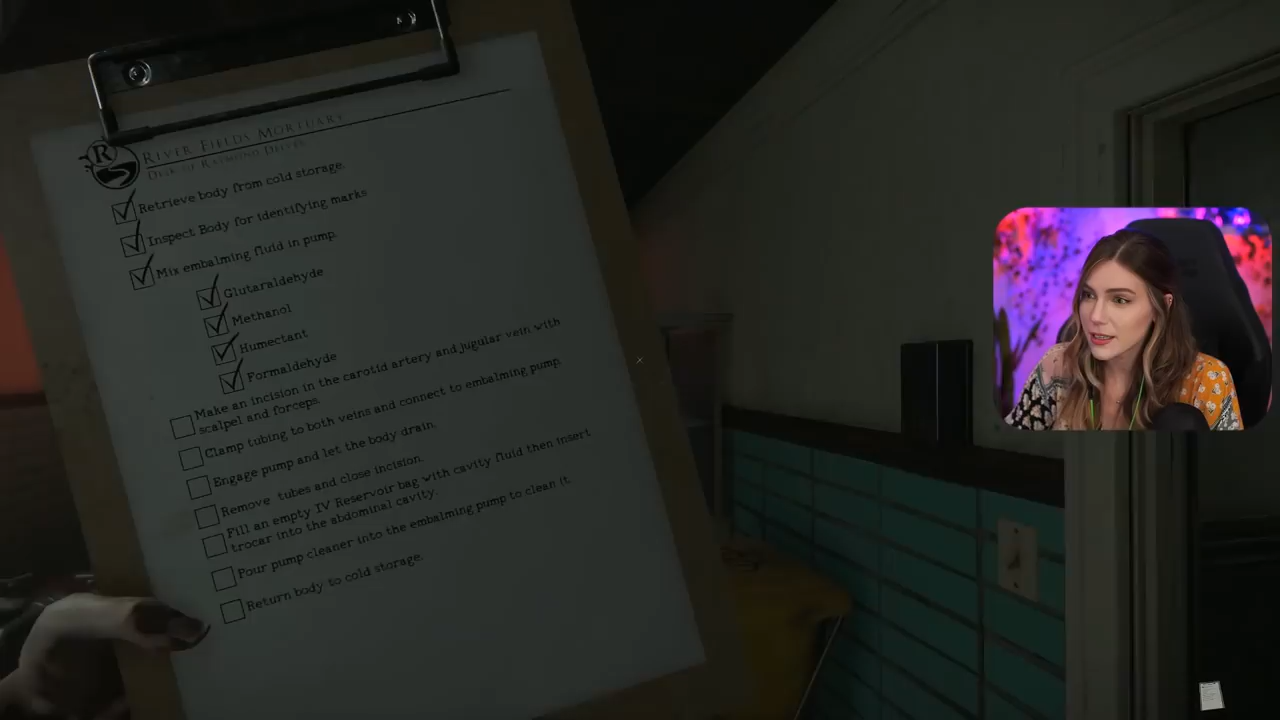 R
RIVER FIELDS MORTUARY
DESK OF RAYMOND DELVER
Retrieve body from cold storage.
Inspect Body for identifying marks
Mix embalming fluid in pump.
Glutaraldehyde
Methanol
Humectant
Formaldehyde
Make an incision in the carotid artery and jugular vein with
scalpel and forceps.
Clamp tubing to both veins and connect to embalming pump.
Engage pump and let the body drain.
Remove tubes and close incision.
Fill an empty IV Reservoir bag with cavity fluid then insert
trocar into the abdominal cavity.
Pour pump cleaner into the embalming pump to clean it.
Return body to cold storage.